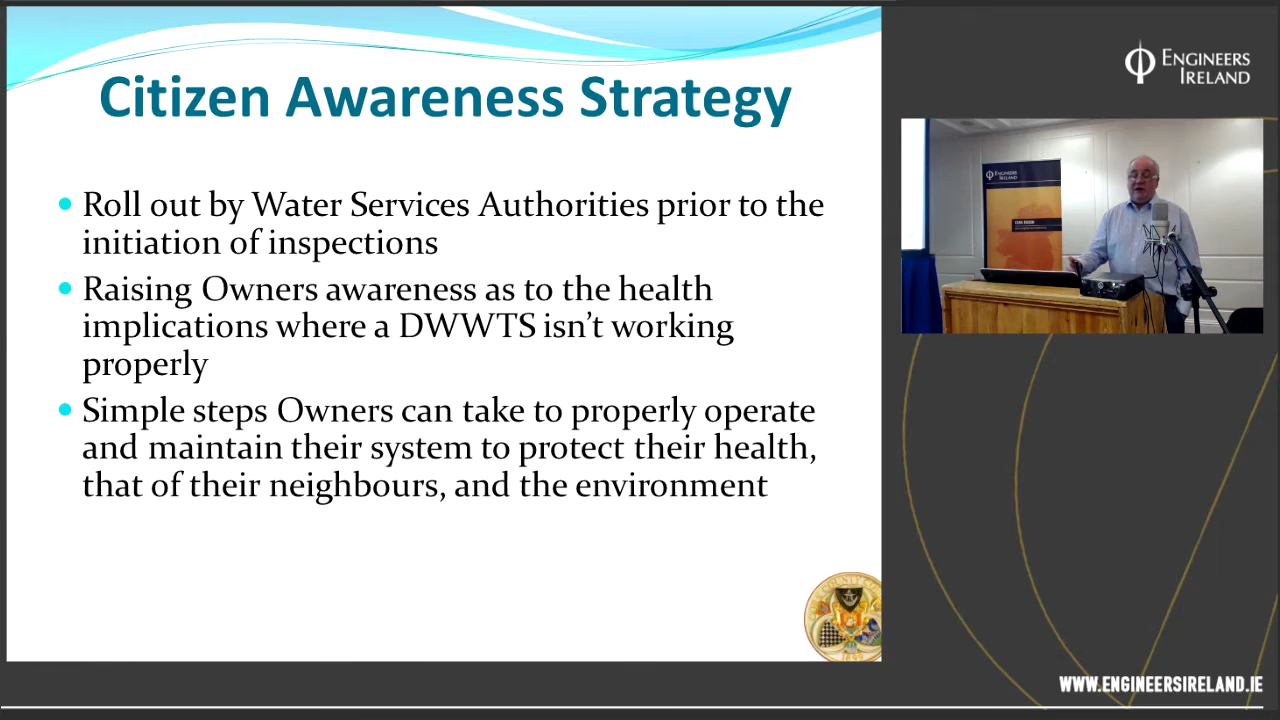 Citizen Awareness Strategy
Roll out by Water Services Authorities prior to the
initiation of inspections
Raising Owners awareness as to the health
implications where a DWWTS isn't working
properly
Simple steps Owners can take to properly operate
and maintain their system to protect their health,
that of their neighbours, and the environment
ENGINEERS
IRELAND
ENGINEERS
IRELAND
WWW.ENGINEERSIRELAND.IE